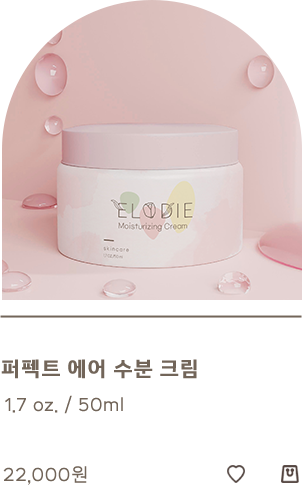 ELODIE
Moisturizing Cream
skincare
퍼펙트 에어 수분 크림
1.7 oz. / 50ml
22,000원